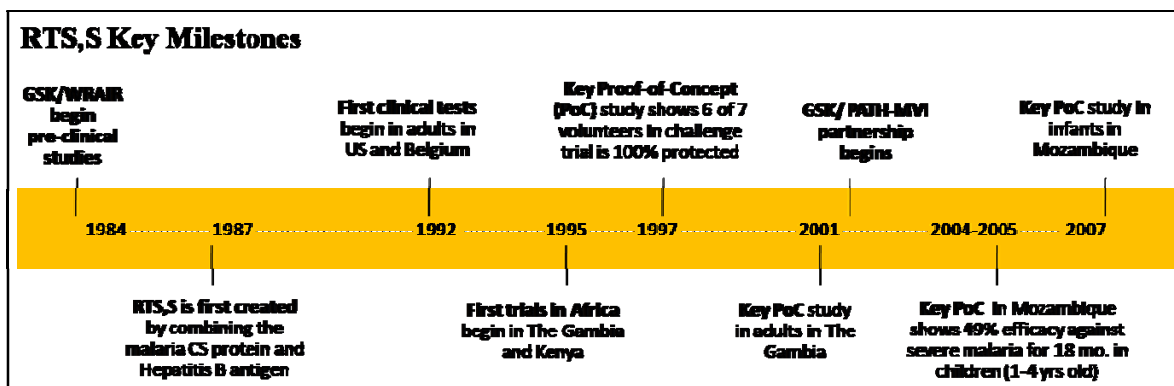 RTS,S Key Milestones
GSK/WRAIR
begin
pre-clinical
studies
First clinical tests
begin in adults in
US and Belgium
Key Proof-of-Concept
(PoC) study shows 6 of 7
volunteers in challenge
trial is 100% protected
GSK/ PATH-MVI
partnership
begins
Key PoC study in
infants in
Mozambique
1984 1987 1992 1995 1997 2001 2004-2005 2007
RTS,S is first created
by combining the
malaria CS protein and
Hepatitis B antigen
First trials in Africa
begin in The Gambia
and Kenya
Key PoC study
in adults in The
Gambia
Key PoC in Mozambique
shows 49% efficacy against
severe malaria for 18 mo. in
children (1-4 yrs old)